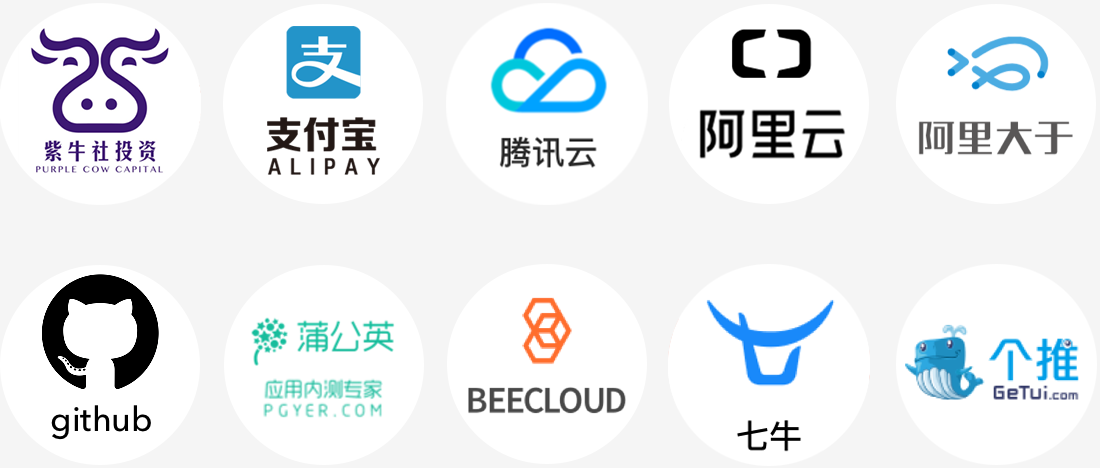 紫牛社投资
PURPLE COW CAPITAL
支
支付宝
ALIPAY
腾讯云
阿里云
阿里大于
github
蒲公英
应用内测专家
PGYER.COM
BEECLOUD
七牛
个推
GeTui.com